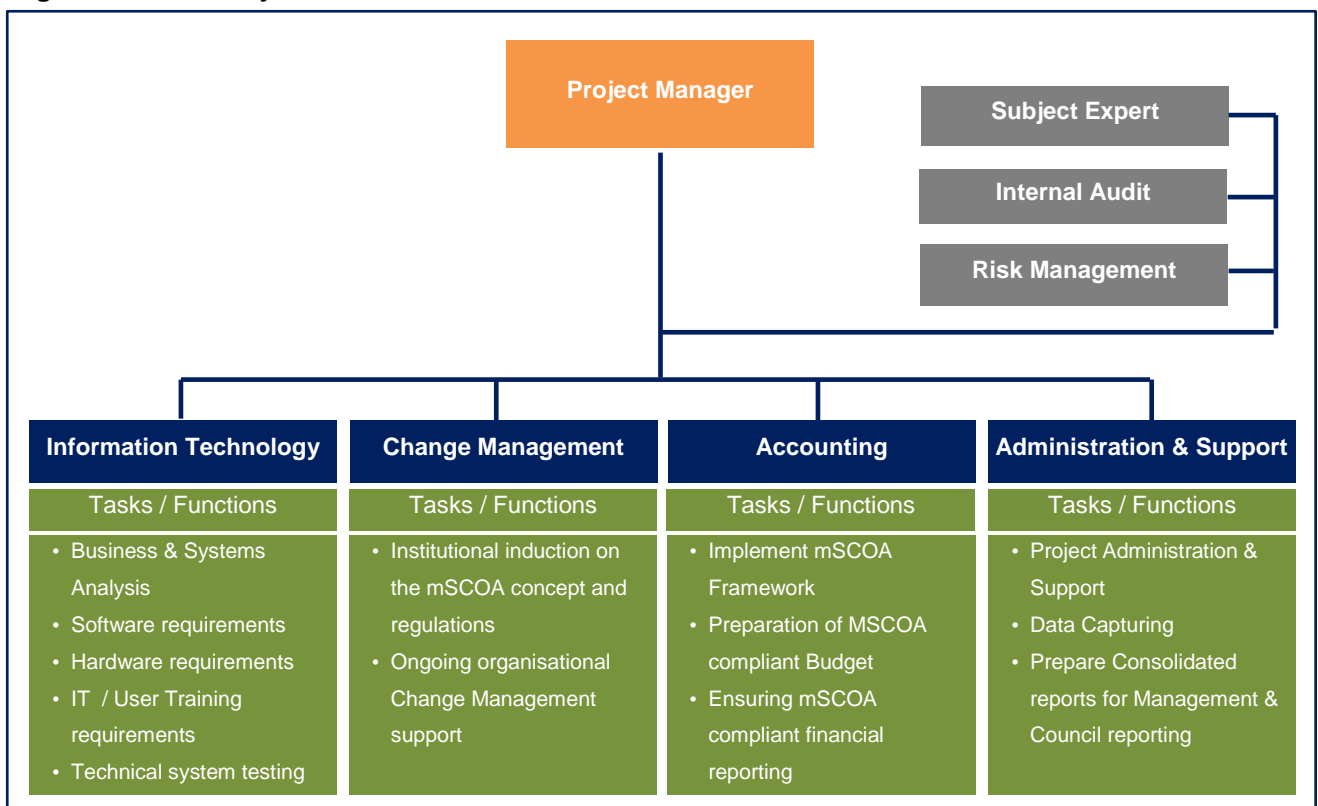 Project Manager
Subject Expert
Internal Audit
Risk Management
Information Technology
Tasks / Functions
• Business & Systems
Analysis
• Software requirements
• Hardware requirements
• IT / User Training
requirements
• Technical system testing
Change Management
Tasks / Functions
• Institutional induction on
the mSCOA concept and
regulations
• Ongoing organisational
Change Management
support
Accounting
Tasks / Functions
• Implement mSCOA
Framework
• Preparation of MSCOA
compliant Budget
• Ensuring mSCOA
compliant financial
reporting
Administration & Support
Tasks / Functions
• Project Administration &
Support
• Data Capturing
• Prepare Consolidated
reports for Management &
Council reporting